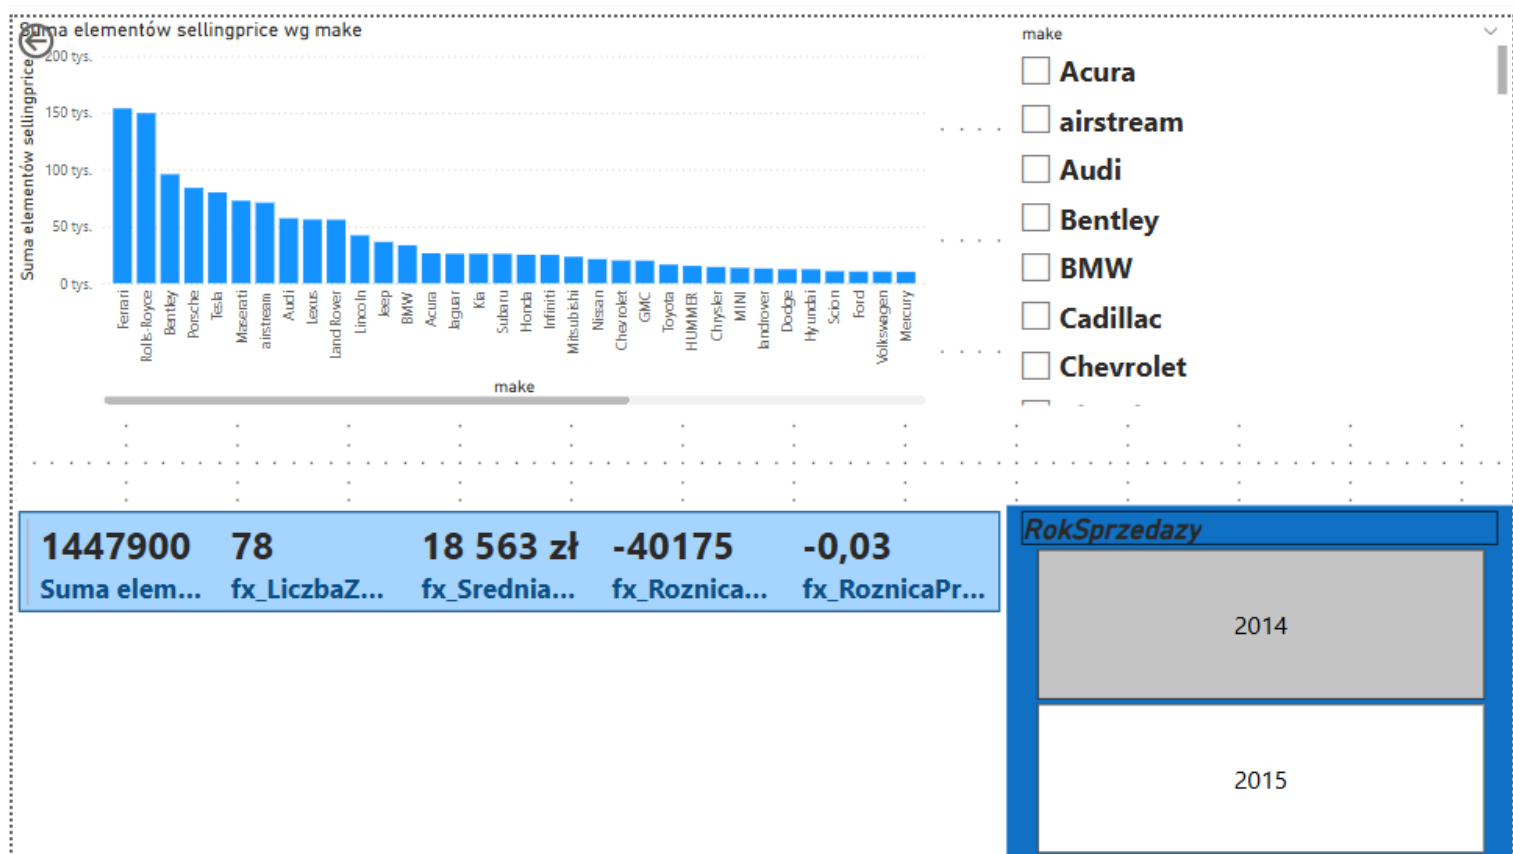 Suma elementów sellingprice wg make
Suma elementów sellingprice
200 tys.
150 tys.
100 tys.
50 tys.
0 tys.
Ferrari
Rolls-Royce
Bentley
Porsche
Tesla
Maserati
airstream
Audi
Lexus
Land Rover
Lincoln
Jeep
BMW
Acura
Jaguar
Kia
Subaru
Honda
Infiniti
Mitsubishi
Nissan
Chevrolet
GMC
Toyota
HUMMER
Chrysler
MINI
landrover
Dodge
Hyundai
Scion
Ford
Volkswagen
Mercury
make
make
Acura
airstream
Audi
Bentley
BMW
Cadillac
Chevrolet
1447900 78 18 563 zł -40175 -0,03
Suma elem... fx_LiczbaZ... fx_Srednia... fx_Roznica... fx_RoznicaPr...
RokSprzedazy
2014
2015